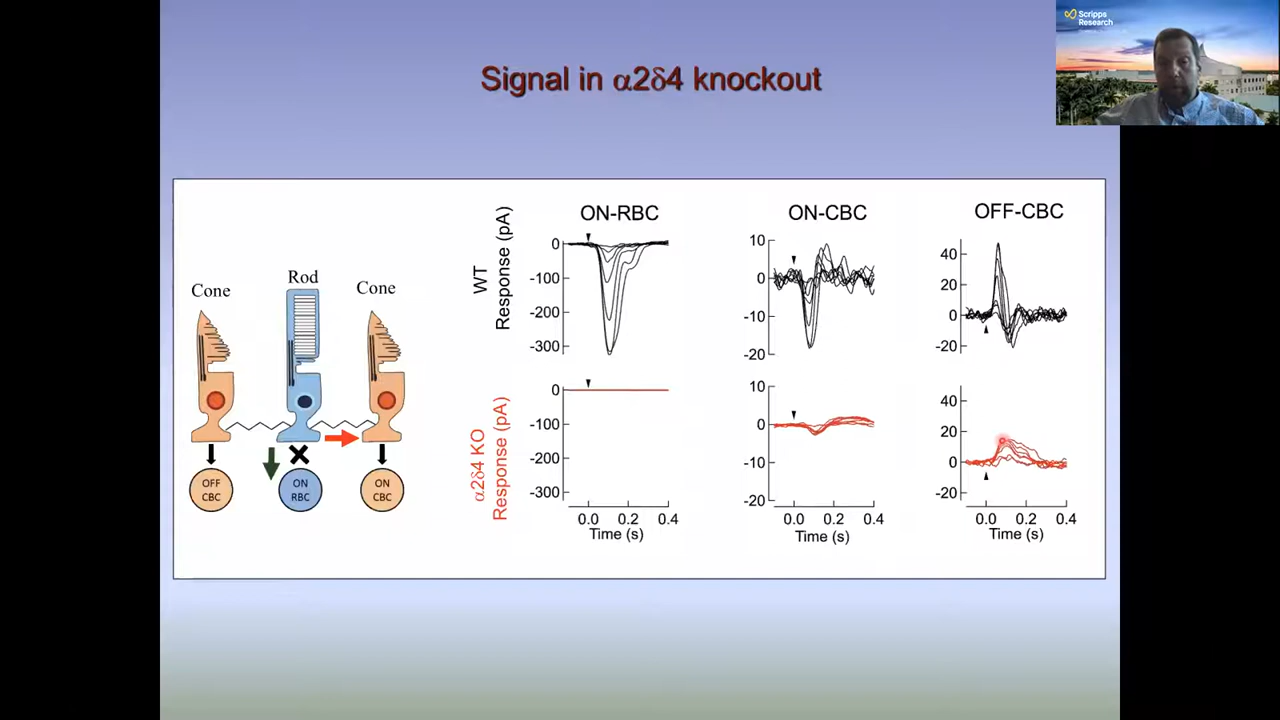 Scripps
Research
Signal in α2δ4 knockout
Cone
Rod
Cone
OFF
CBC
ON
RBC
ON
CBC
WT
Response (pA)
α2δ4 KO
Response (pA)
ON-RBC
0
-100
-200
-300
0
-100
-200
-300
0.0 0.2 0.4
Time (s)
ON-CBC
10
0
-10
-20
10
0
-10
-20
0.0 0.2 0.4
Time (s)
OFF-CBC
40
20
0
-20
40
20
0
-20
0.0 0.2 0.4
Time (s)